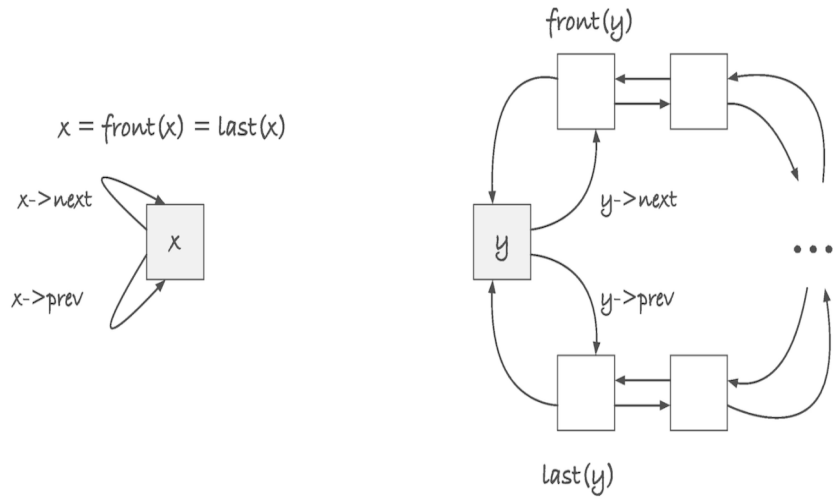 x = front(x) = last(x)
x->next
x
x->prev
front(y)
y->next
y
...
y->prev
last(y)